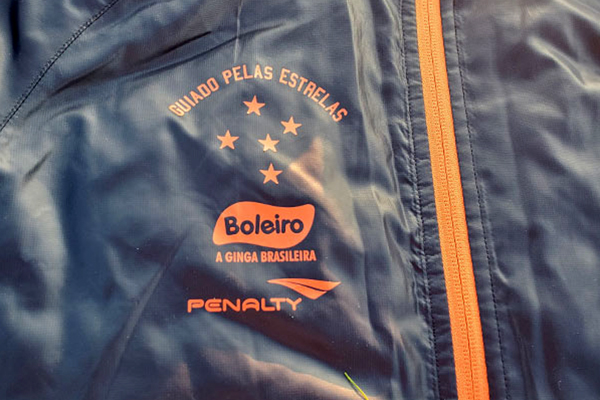 GUIADO PELAS ESTRELAS
Boleiro
A GINGA BRASILEIRA
PENALTY